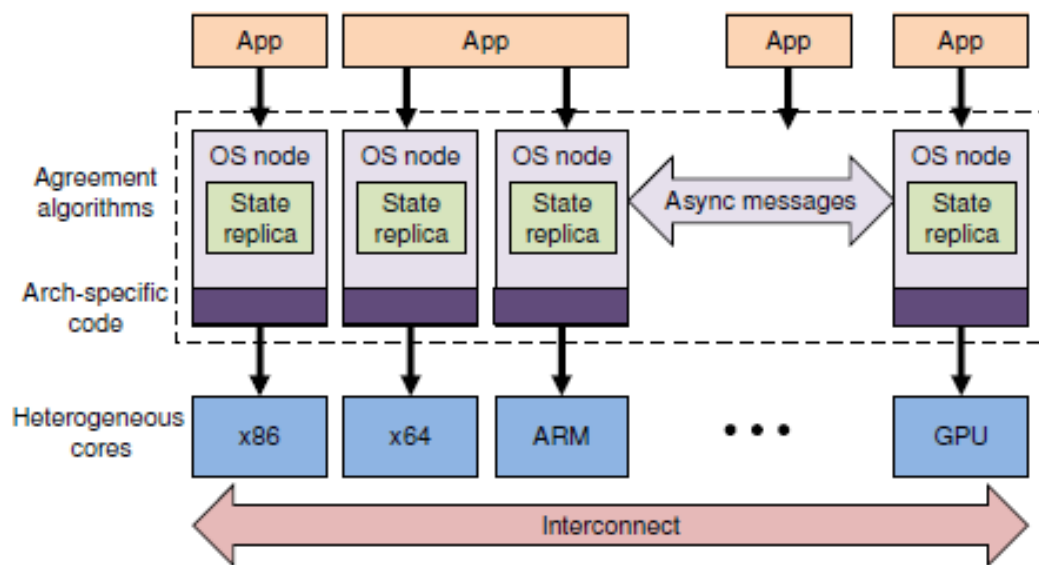 App
App
App
App
Agreement
algorithms
OS node
State
replica
OS node
State
replica
OS node
State
replica
Async messages
OS node
State
replica
Arch-specific
code
Heterogeneous
cores
x86
x64
ARM
GPU
Interconnect